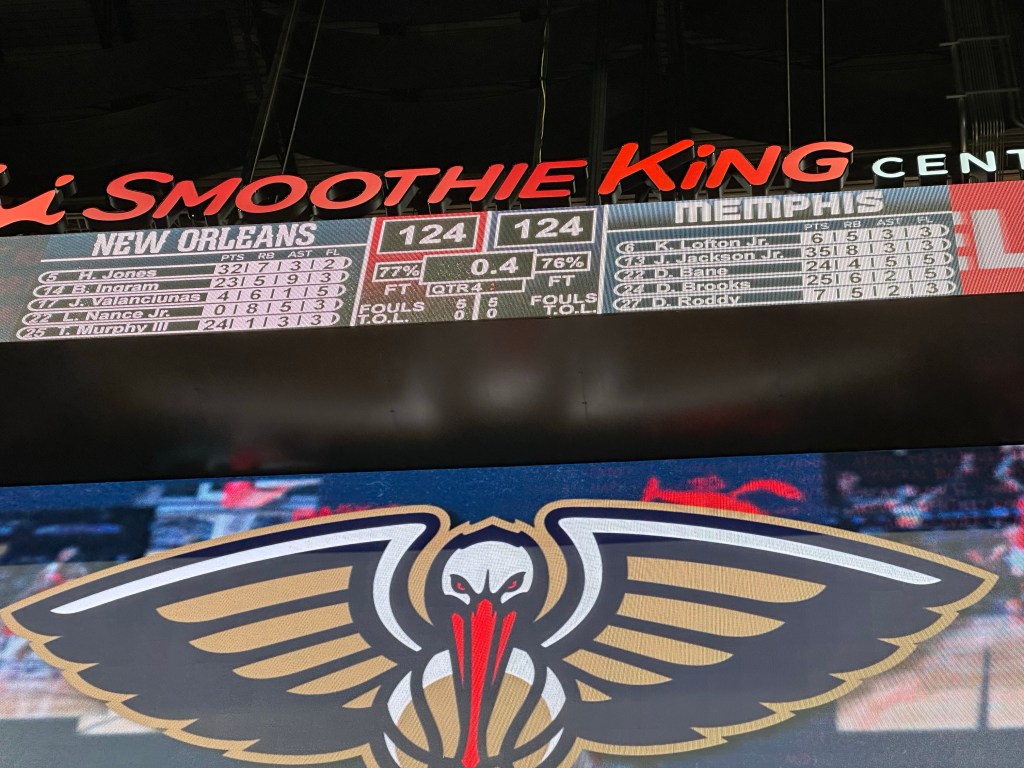 SMOOTHIE KING CENT
NEW ORLEANS
PTS RB AST FL
5 H. Jones 32 7 3 2
14 B. Ingram 23 5 9 3
17 J. Valanciunas 4 6 1 5
22 L. Nance Jr. 0 8 5 3
25 T. Murphy III 24 1 3 3
124 124
77% 0.4 76%
FT QTR4 FT
FOULS 5 5 FOULS
T.O.L. 0 0 T.O.L.
MEMPHIS
PTS RB AST FL
6 K. Lofton Jr. 6 5 3 3
13 J. Jackson Jr. 35 8 3 3
22 D. Bane 24 4 5 5
24 D. Brooks 25 6 2 5
27 D. Roddy 7 5 2 3
EL